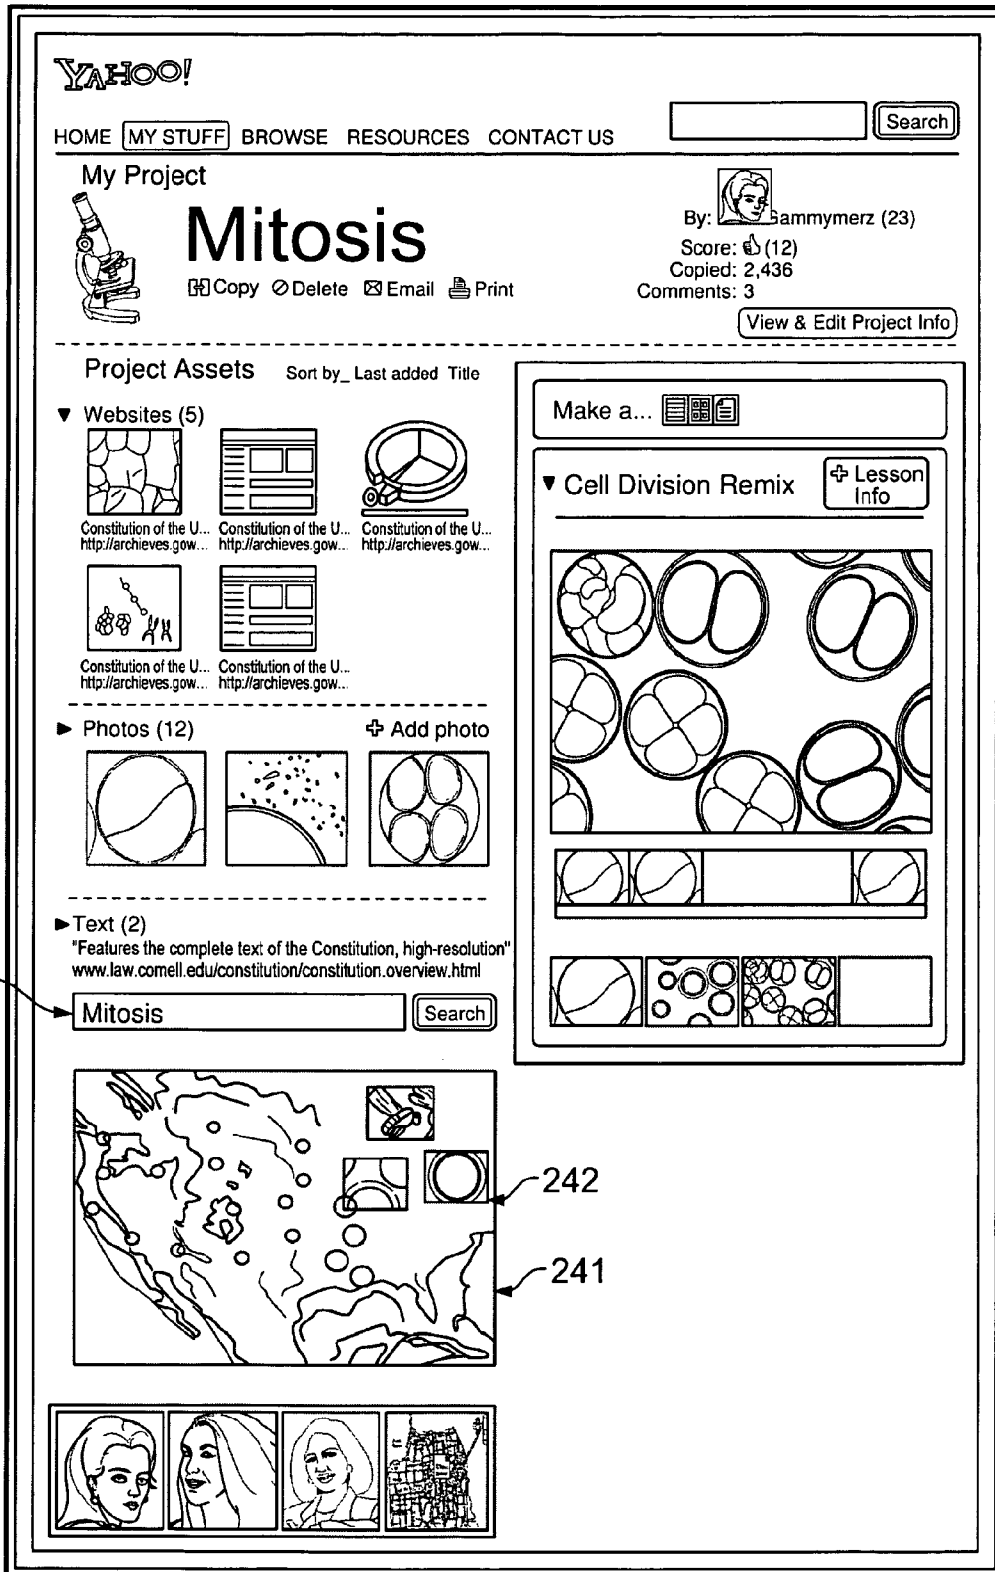 YAHOO!
Search
HOME MY STUFF BROWSE RESOURCES CONTACT US
My Project
Mitosis
Copy Delete Email Print
By: Sammymerz (23)
Score: (12)
Copied: 2,436
Comments: 3
View & Edit Project Info
Project Assets Sort by_ Last added Title
Websites (5)
Constitution of the U... Constitution of the U... Constitution of the U...
http://archieves.gow... http://archieves.gow... http://archieves.gow...
Constitution of the U... Constitution of the U...
http://archieves.gow... http://archieves.gow...
Photos (12) Add photo
Text (2)
"Features the complete text of the Constitution, high-resolution"
www.law.comell.edu/constitution/constitution.overview.html
Mitosis Search
Make a...
Cell Division Remix
Lesson
Info
242
241